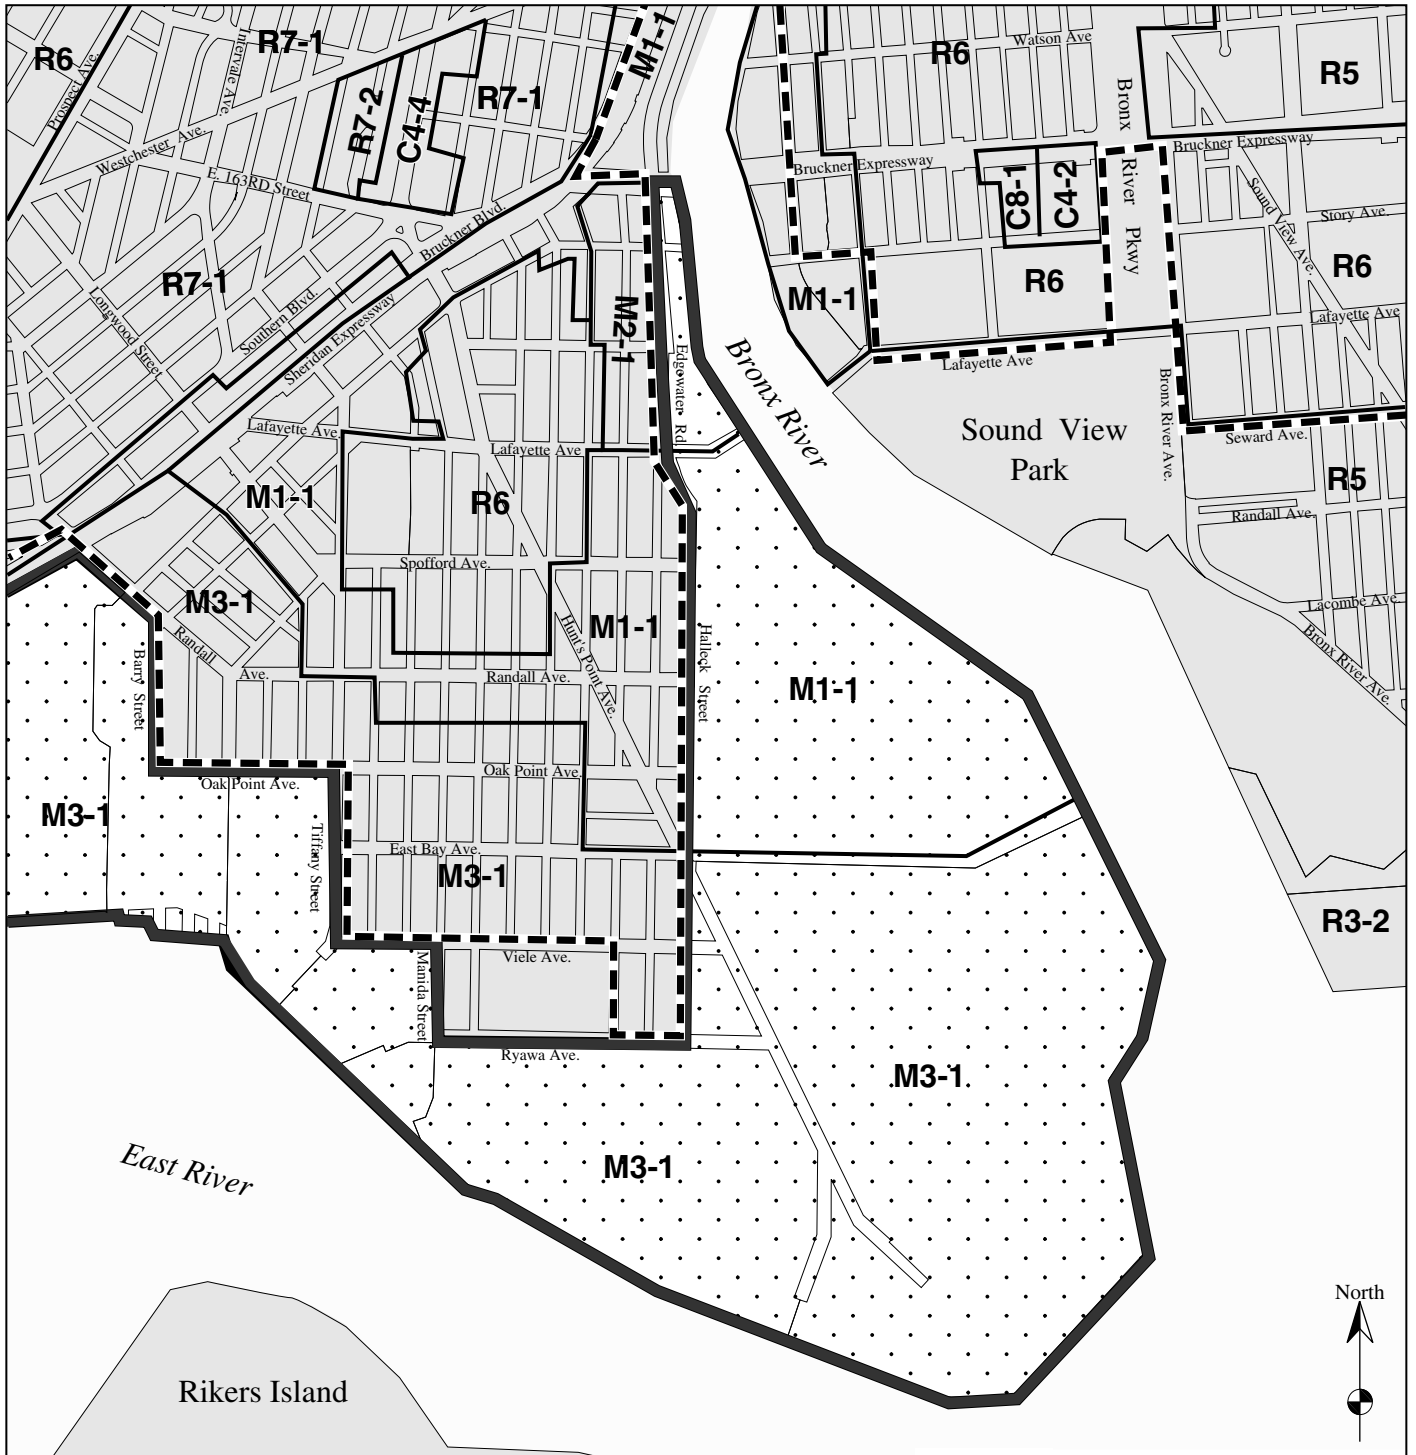 R6
Prospect Ave.
Intervale Ave.
R7-1
M1-1
Westchester Ave.
R7-2
C4-4
R7-1
E. 163RD Street
Bruckner Blvd.
R7-1
Longwood Street
Southern Blvd.
Sheridan Expressway
M2-1
Edgewater Rd.
Bronx River
R6
Watson Ave
Bronx
River
Pkwy
R5
Bruckner Expressway
Bruckner Expressway
C8-1
C4-2
Sound View Ave.
Story Ave.
R6
R6
M1-1
Lafayette Ave
Lafayette Ave
Bronx River Ave.
Seward Ave.
Sound View
Park
R5
Randall Ave.
Lacombe Ave.
Bronx River Ave.
Lafayette Ave.
Lafayette Ave
M1-1
R6
Spofford Ave.
M3-1
Randall
Ave.
M1-1
Hunt's Point Ave.
Halleck Street
Randall Ave.
M1-1
Barry Street
Oak Point Ave.
Oak Point Ave.
M3-1
Tiffany Street
East Bay Ave.
M3-1
R3-2
Viele Ave.
Manida Street
Ryawa Ave.
M3-1
M3-1
East River
Rikers Island
North